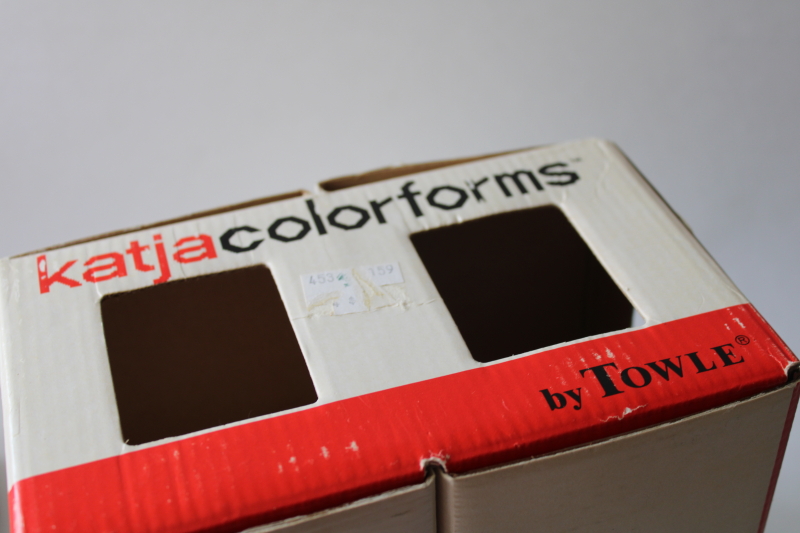 katjacolorforms™
453 159
by TOWLE®